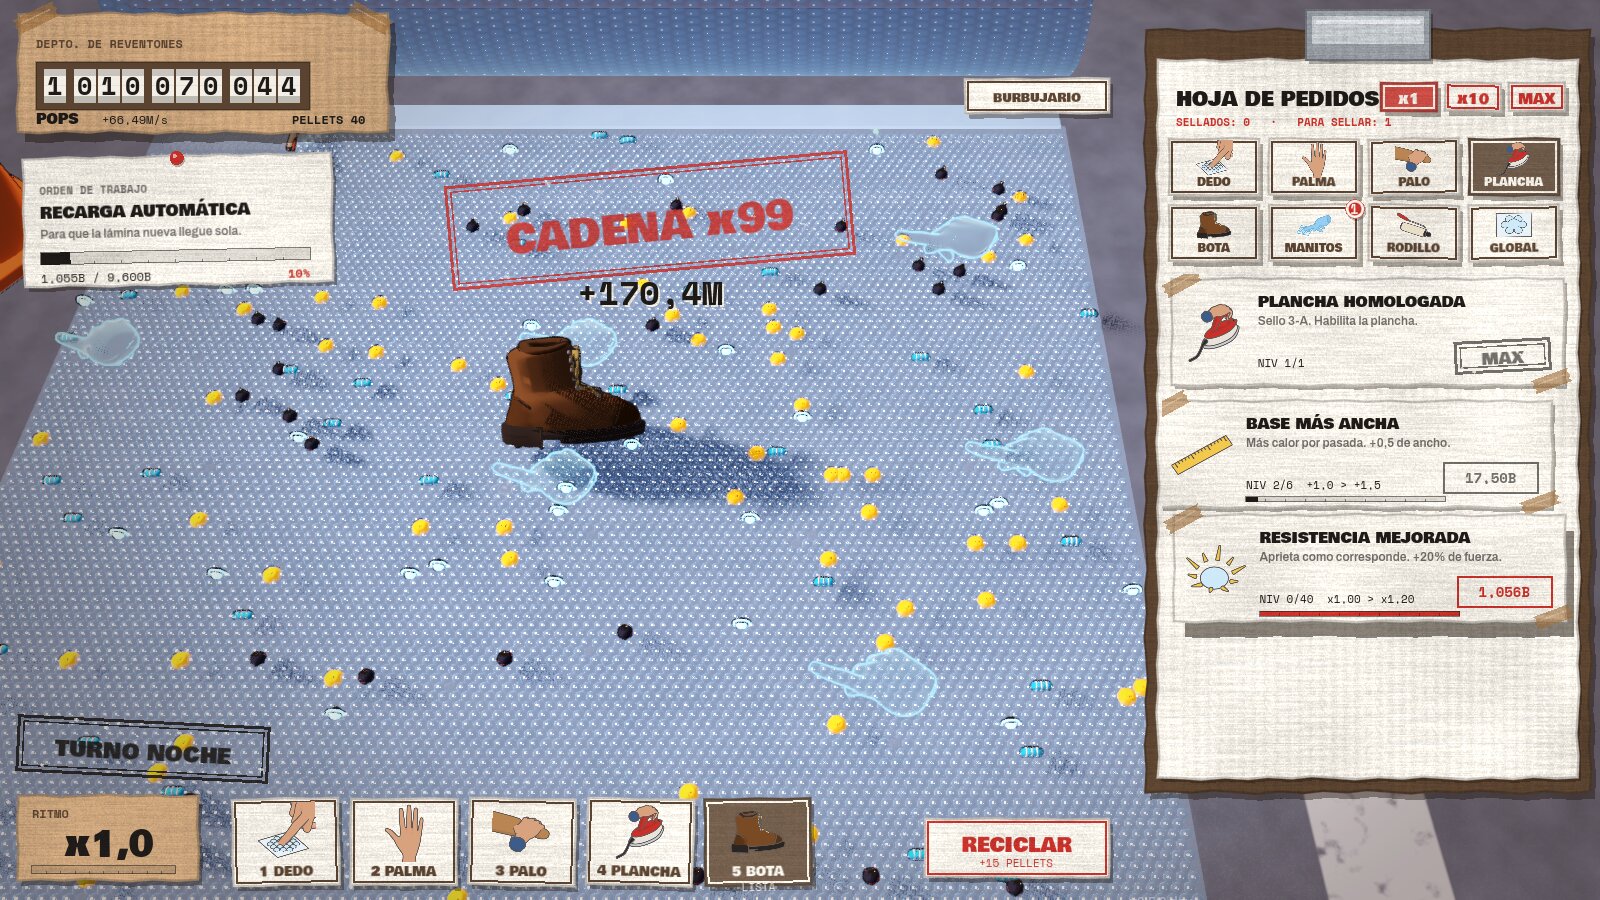 DEPTO. DE REVENTONES
1 010 070 044
POPS +66,49M/s PELLETS 40
ORDEN DE TRABAJO
RECARGA AUTOMÁTICA
Para que la lámina nueva llegue sola.
1,055B / 9,600B 10%
CADENA x99
+170,4M
BURBUJARIO
HOJA DE PEDIDOS x1 x10 MAX
SELLADOS: 0 · PARA SELLAR: 1
DEDO PALMA PALO PLANCHA
BOTA MANITOS 1 RODILLO GLOBAL
PLANCHA HOMOLOGADA
Sello 3-A. Habilita la plancha.
NIV 1/1 MAX
BASE MÁS ANCHA
Más calor por pasada. +0,5 de ancho.
NIV 2/6 +1,0 > +1,5 17,50B
RESISTENCIA MEJORADA
Aprieta como corresponde. +20% de fuerza.
NIV 0/40 x1,00 > x1,20 1,056B
TURNO NOCHE
RITMO
x1,0
1 DEDO 2 PALMA 3 PALO 4 PLANCHA 5 BOTA
LISTA
RECICLAR
+15 PELLETS